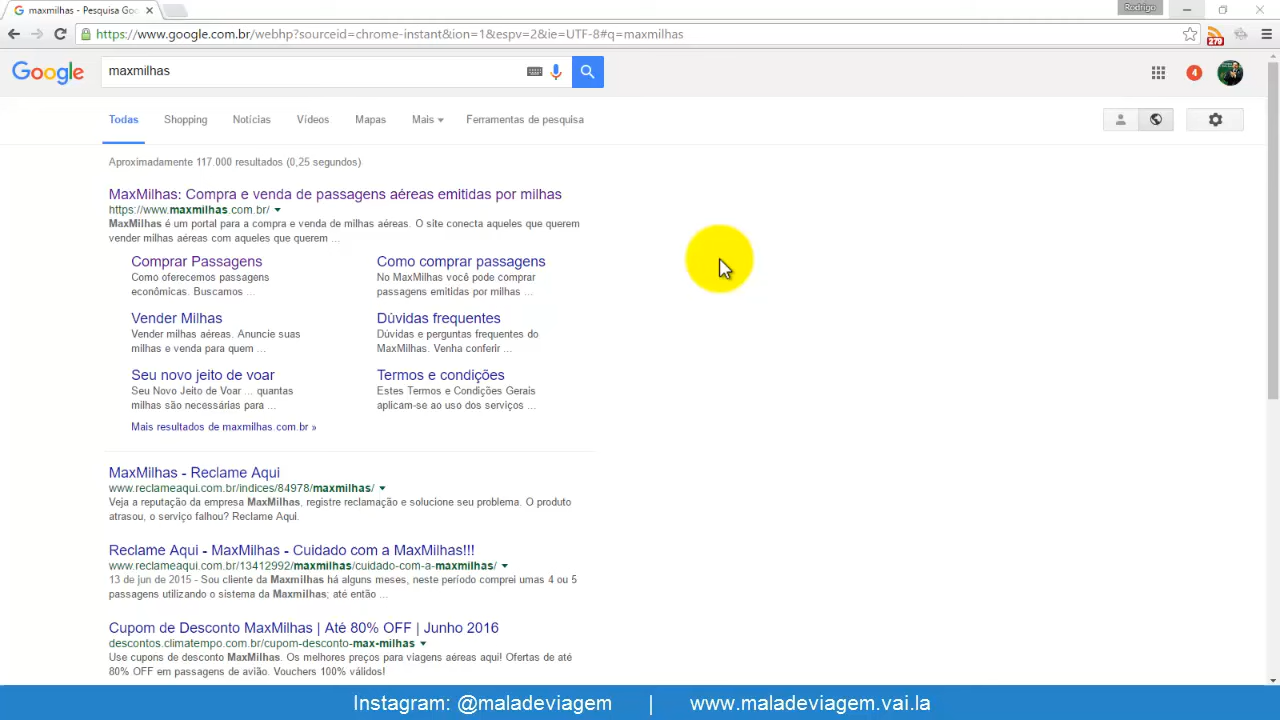 maxmilhas - Pesquisa Goo
Rodrigo
https://www.google.com.br/webhp?sourceid=chrome-instant&ion=1&espv=2&ie=UTF-8#q=maxmilhas
279
Google
maxmilhas
4
Todas Shopping Notícias Vídeos Mapas Mais Ferramentas de pesquisa
Aproximadamente 117.000 resultados (0,25 segundos)
MaxMilhas: Compra e venda de passagens aéreas emitidas por milhas
https://www.maxmilhas.com.br/
MaxMilhas é um portal para a compra e venda de milhas aéreas. O site conecta aqueles que querem
vender milhas aéreas com aqueles que querem ...
Comprar Passagens
Como oferecemos passagens
econômicas. Buscamos ...
Como comprar passagens
No MaxMilhas você pode comprar
passagens emitidas por milhas ...
Vender Milhas
Vender milhas aéreas. Anuncie suas
milhas e venda para quem ...
Dúvidas frequentes
Dúvidas e perguntas frequentes do
MaxMilhas. Venha conferir ...
Seu novo jeito de voar
Seu Novo Jeito de Voar ... quantas
milhas são necessárias para ...
Termos e condições
Estes Termos e Condições Gerais
aplicam-se ao uso dos serviços ...
Mais resultados de maxmilhas.com.br »
MaxMilhas - Reclame Aqui
www.reclameaqui.com.br/indices/84978/maxmilhas/
Veja a reputação da empresa MaxMilhas, registre reclamação e solucione seu problema. O produto
atrasou, o serviço falhou? Reclame Aqui.
Reclame Aqui - MaxMilhas - Cuidado com a MaxMilhas!!!
www.reclameaqui.com.br/13412992/maxmilhas/cuidado-com-a-maxmilhas/
13 de jun de 2015 - Sou cliente da Maxmilhas há alguns meses, neste período comprei umas 4 ou 5
passagens utilizando o sistema da Maxmilhas; até então ...
Cupom de Desconto MaxMilhas | Até 80% OFF | Junho 2016
descontos.climatempo.com.br/cupom-desconto-max-milhas
Use cupons de desconto MaxMilhas. Os melhores preços para viagens aéreas aqui! Ofertas de até
80% OFF em passagens de avião. Vouchers 100% válidos!
Instagram: @maladeviagem | www.maladeviagem.vai.la